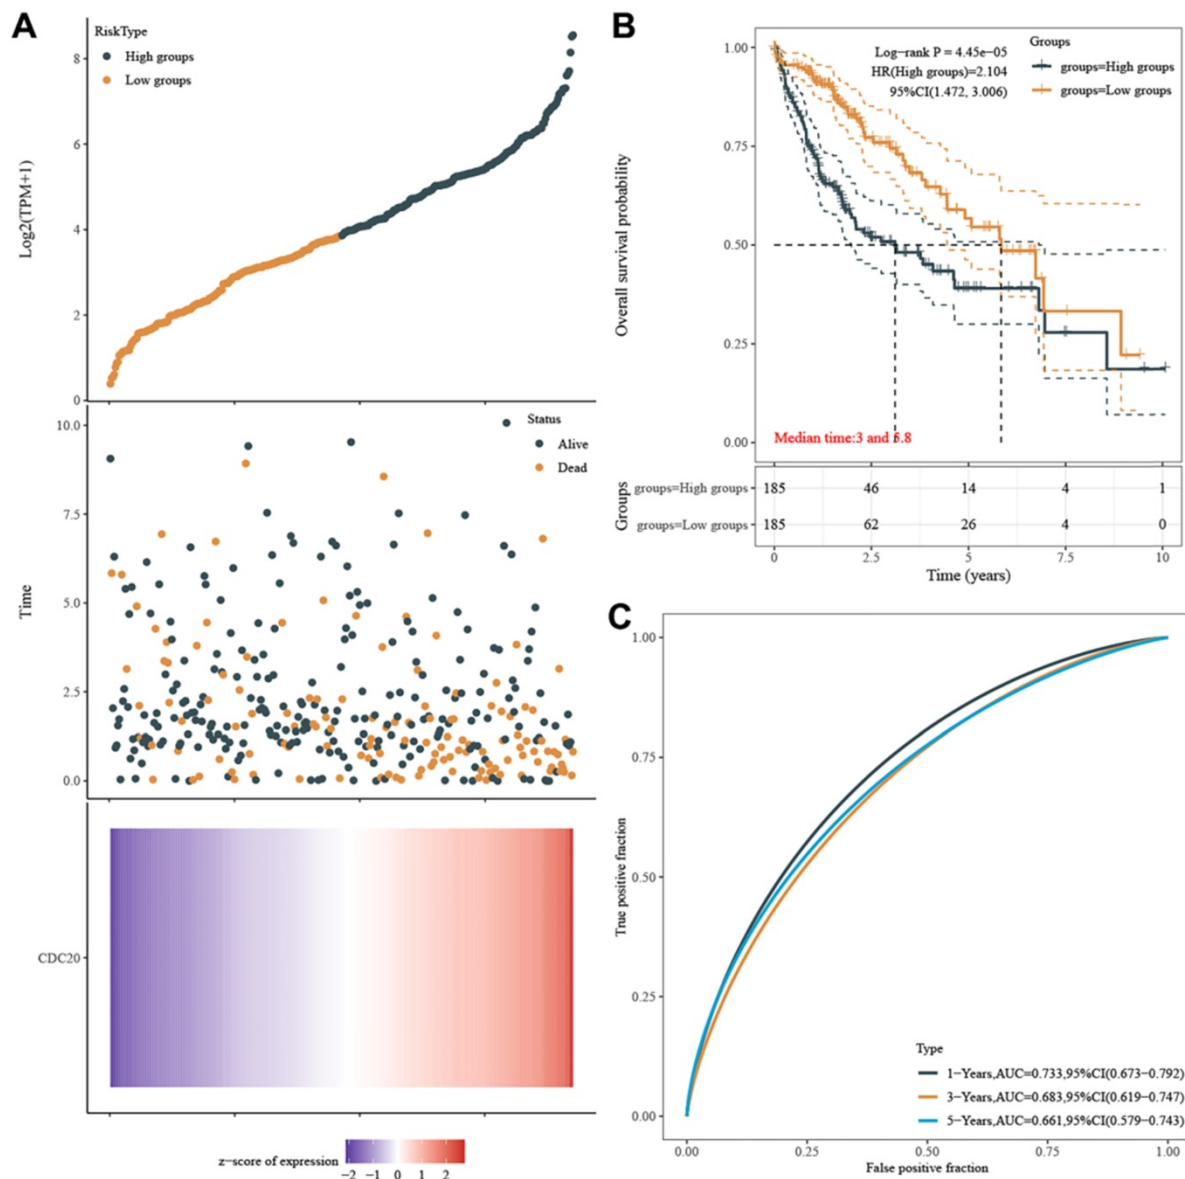 A
RiskType
High groups
Low groups
Log2(TPM+1)
8
6
4
2
0
Status
Alive
Dead
Time
10.0
7.5
5.0
2.5
0.0
CDC20
z-score of expression
-2 -1 0 1 2
B
Log-rank P = 4.45e-05
HR(High groups)=2.104
95%CI(1.472, 3.006)
Groups
groups=High groups
groups=Low groups
Overall survival probability
1.00
0.75
0.50
0.25
0.00
Median time:3 and 5.8
Groups
groups=High groups 185 46 14 4 1
groups=Low groups 185 62 26 4 0
0 2.5 5 7.5 10
Time (years)
C
True positive fraction
1.00
0.75
0.50
0.25
0.00
Type
1-Years,AUC=0.733,95%CI(0.673-0.792)
3-Years,AUC=0.683,95%CI(0.619-0.747)
5-Years,AUC=0.661,95%CI(0.579-0.743)
0.00 0.25 0.50 0.75 1.00
False positive fraction